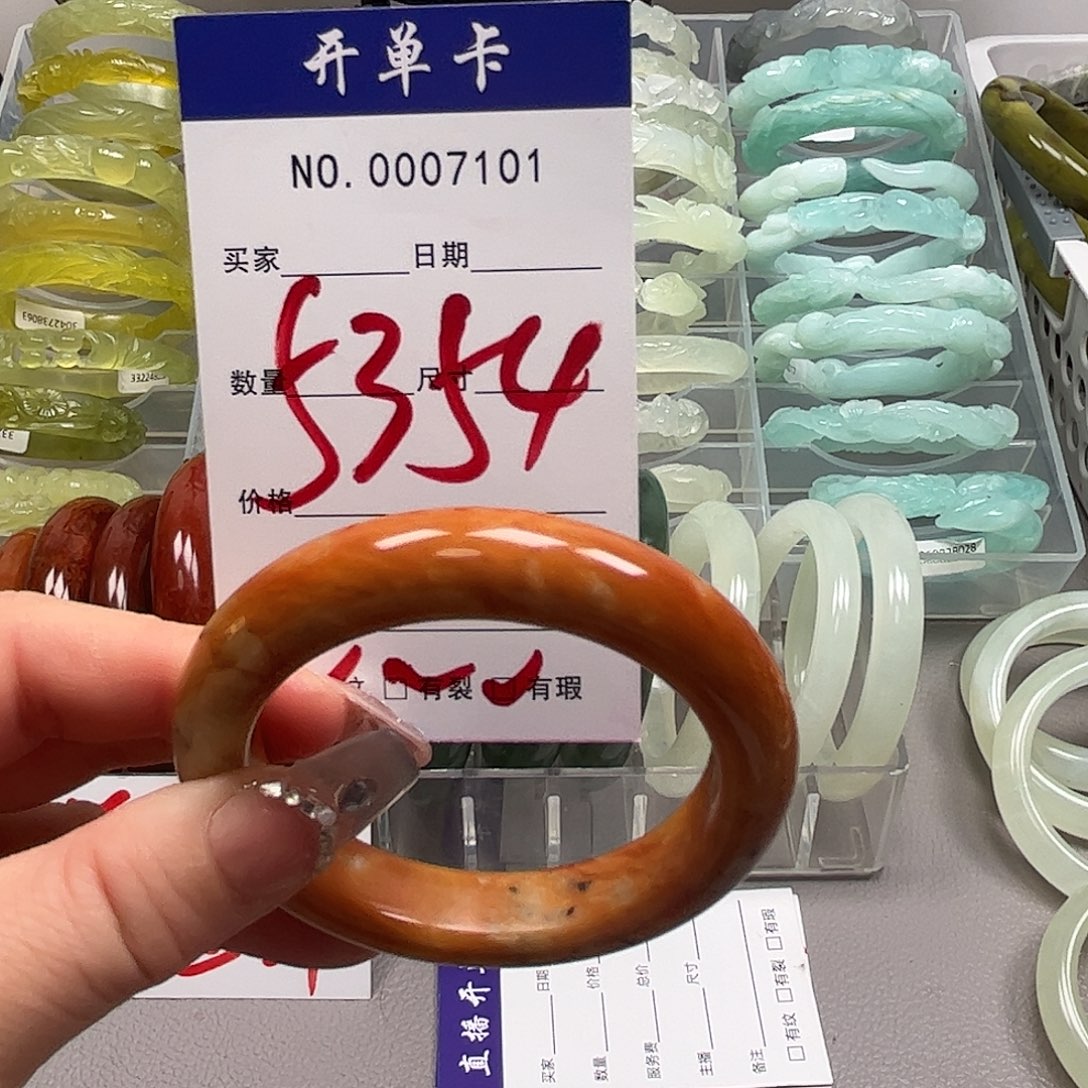 开单卡
NO. 0007101
买家 日期
5354
数量 尺寸
价格
□有裂 □有瑕
3042738063
直播开
买家 日期
数量 价格
服务费 总价
主播 尺寸
备注 □有纹 □有裂 □有瑕